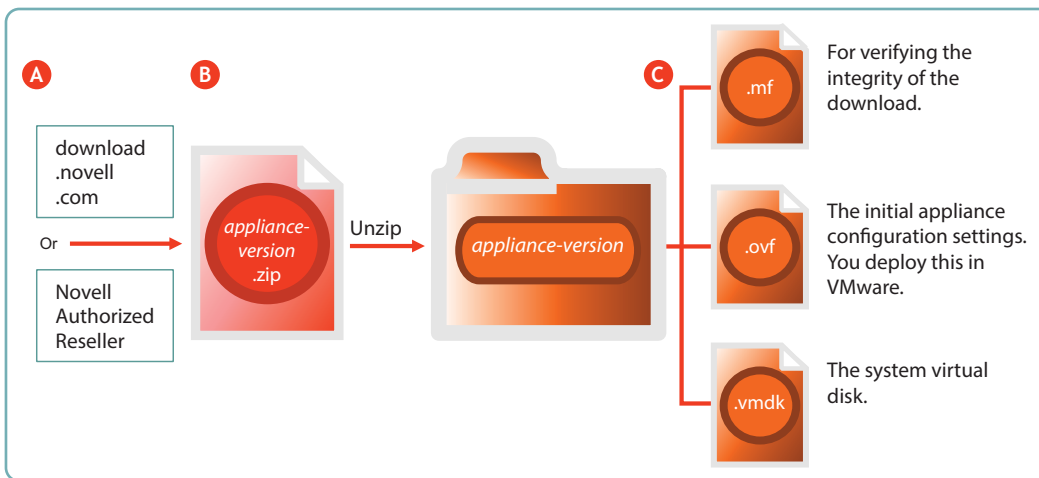 A
download
.novell
.com
Or
Novell
Authorized
Reseller
B
appliance-
version
.zip
Unzip
appliance-version
C
.mf
For verifying the
integrity of the
download.
.ovf
The initial appliance
configuration settings.
You deploy this in
VMware.
.vmdk
The system virtual
disk.